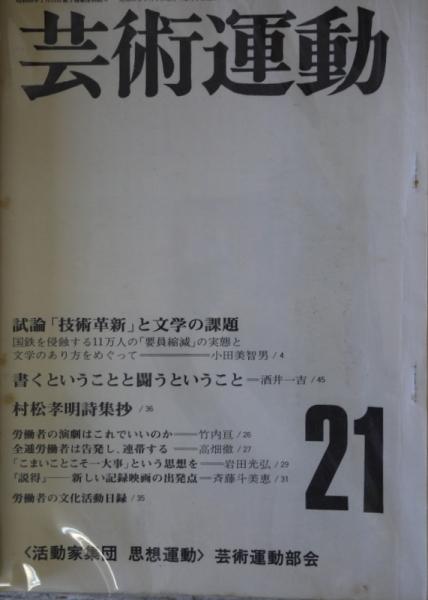 芸術運動
試論「技術革新」と文学の課題
国鉄を侵蝕する11万人の「要員縮減」の実態と
文学のあり方をめぐって──小田美智男/4
書くということと闘うということ──酒井一吉/45
村松孝明詩集抄/36
労働者の演劇はこれでいいのか──竹内亘/26
全逓労働者は告発し、連帯する──高畑徹/27
「こまいことこそ一大事」という思想を──岩田光弘/29
「説得」──新しい記録映画の出発点──斉藤斗美恵/31
労働者の文化活動日録/35
21
〈活動家集団 思想運動〉芸術運動部会